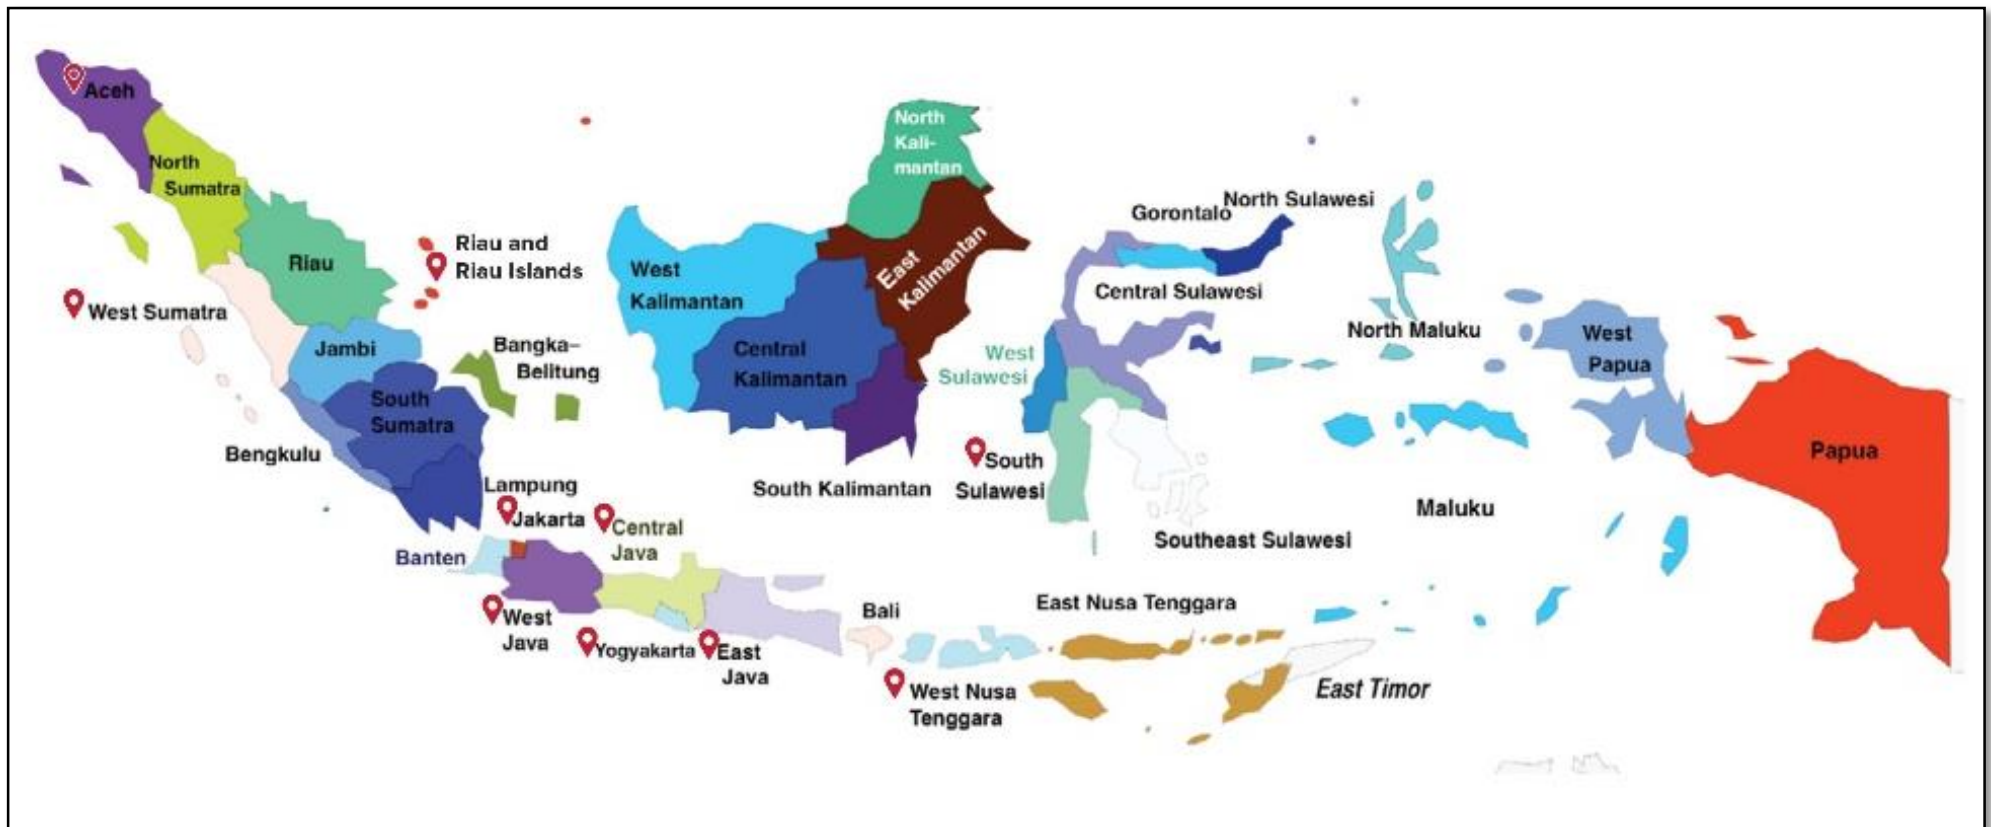 Aceh
North
Sumatra
Riau
Riau and
Riau Islands
West Sumatra
Jambi
Bangka–
Belitung
South
Sumatra
Bengkulu
Lampung
Jakarta
Central
Java
Banten
West
Java
Yogyakarta
East
Java
Bali
West Nusa
Tenggara
East Nusa Tenggara
East Timor
North
Kali-
mantan
East
Kalimantan
West
Kalimantan
Central
Kalimantan
South Kalimantan
Gorontalo
North Sulawesi
Central Sulawesi
West
Sulawesi
South
Sulawesi
Southeast Sulawesi
North Maluku
Maluku
West
Papua
Papua